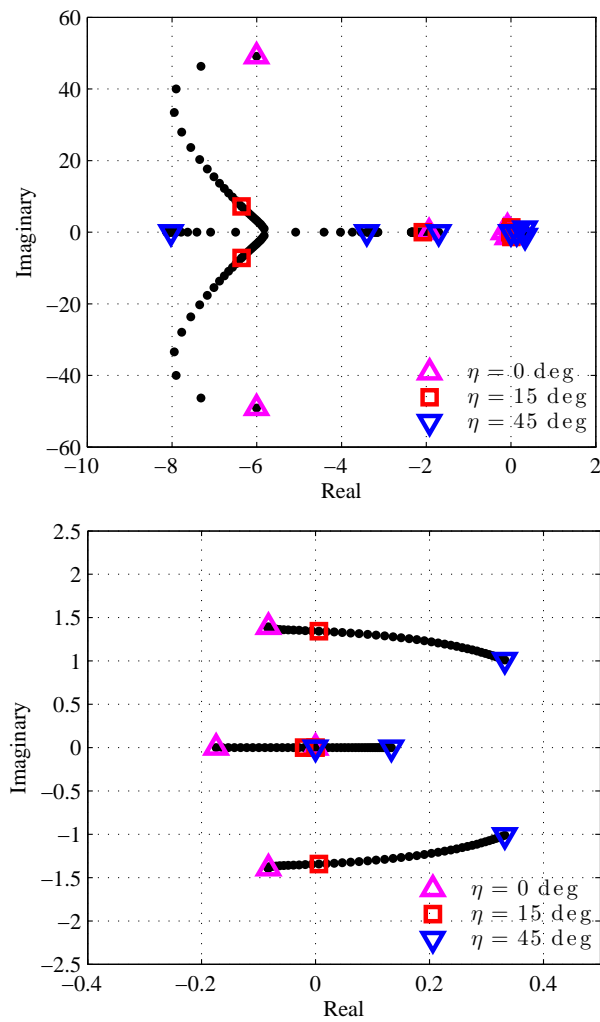 60
40
20
0
−20
−40
−60
Imaginary
η = 0 deg
η = 15 deg
η = 45 deg
−10 −8 −6 −4 −2 0 2
Real
2.5
2
1.5
1
0.5
0
−0.5
−1
−1.5
−2
−2.5
Imaginary
η = 0 deg
η = 15 deg
η = 45 deg
−0.4 −0.2 0 0.2 0.4
Real